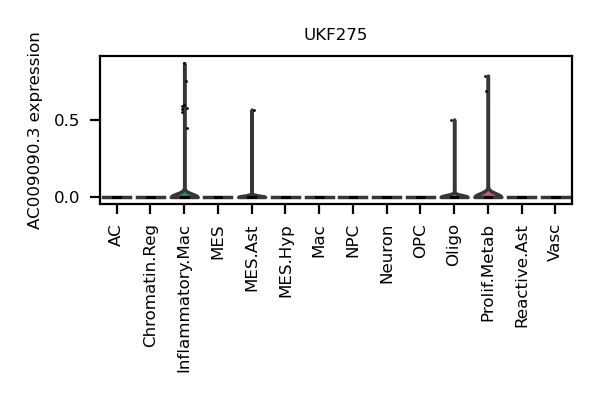 UKF275
AC009090.3 expression
0.5
0.0
AC
Chromatin.Reg
Inflammatory.Mac
MES
MES.Ast
MES.Hyp
Mac
NPC
Neuron
OPC
Oligo
Prolif.Metab
Reactive.Ast
Vasc